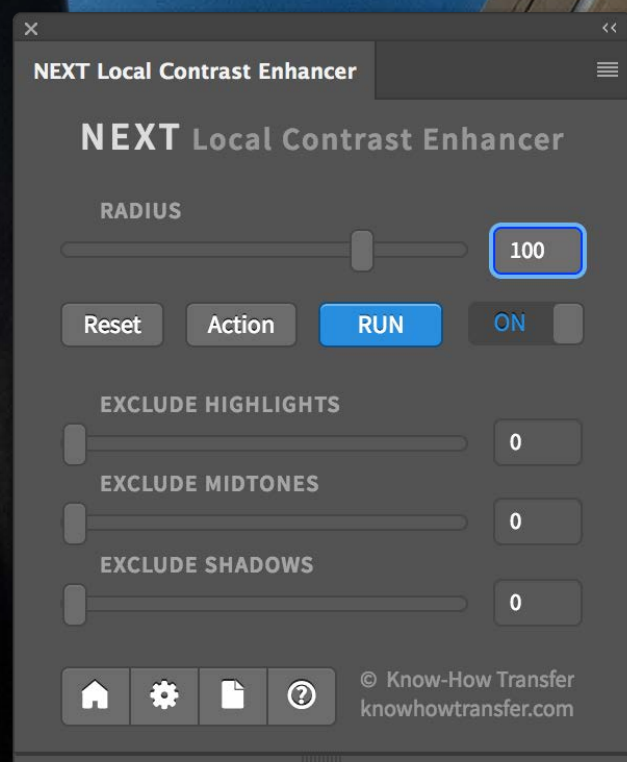 NEXT Local Contrast Enhancer
NEXT Local Contrast Enhancer
RADIUS
100
Reset Action RUN ON
EXCLUDE HIGHLIGHTS
0
EXCLUDE MIDTONES
0
EXCLUDE SHADOWS
0
© Know-How Transfer
knowhowtransfer.com